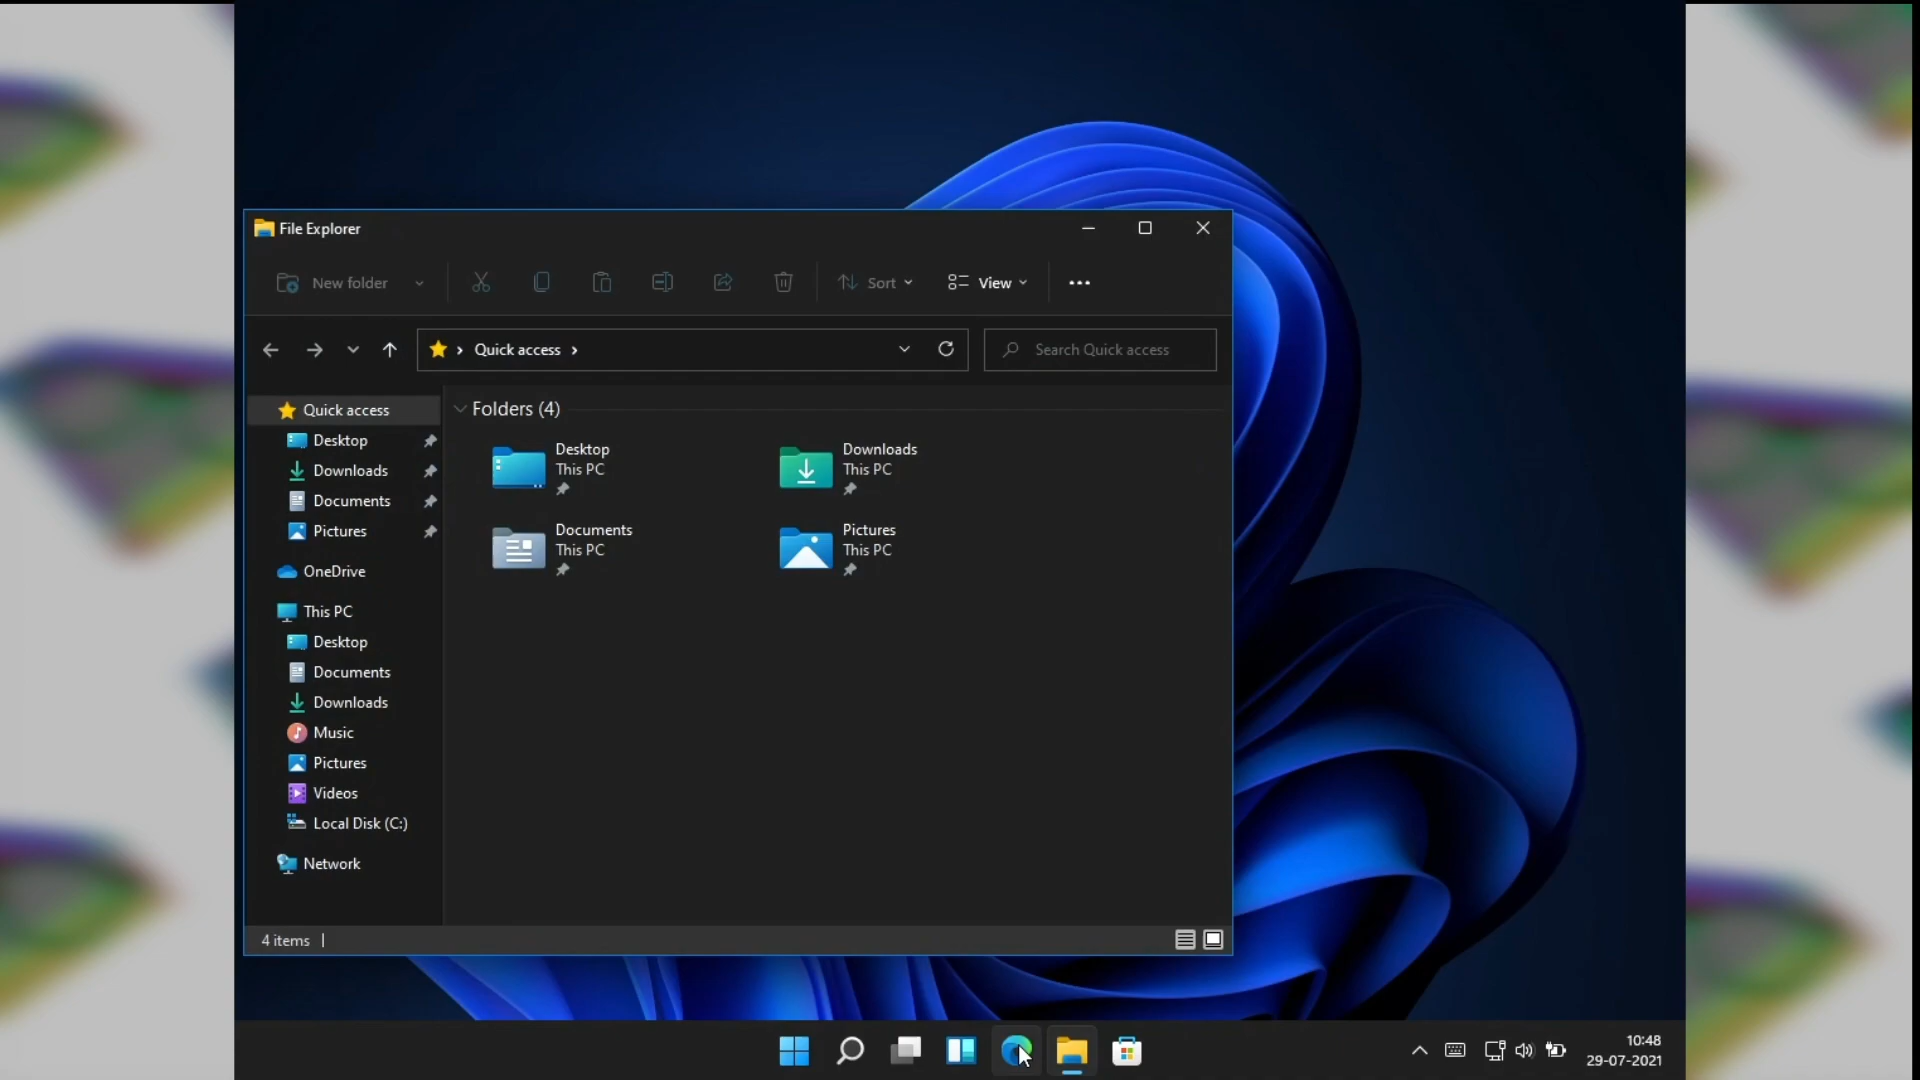 File Explorer
New folder
Sort
View
Quick access
Search Quick access
Quick access
Desktop
Downloads
Documents
Pictures
OneDrive
This PC
Desktop
Documents
Downloads
Music
Pictures
Videos
Local Disk (C:)
Network
Folders (4)
Desktop
This PC
Downloads
This PC
Documents
This PC
Pictures
This PC
4 items
10:48
29-07-2021